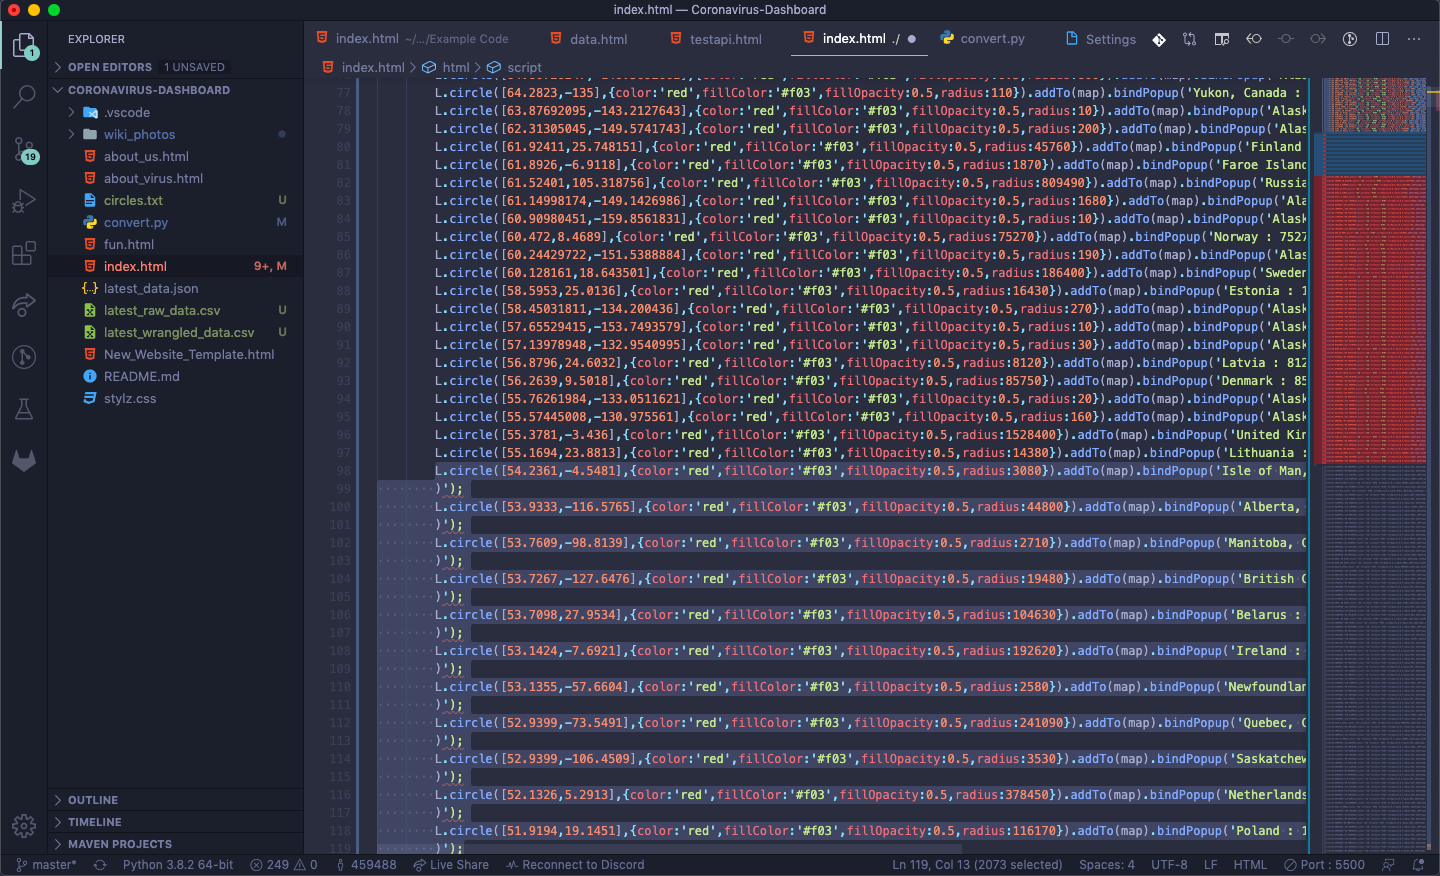 index.html — Coronavirus-Dashboard
EXPLORER
index.html ~/.../Example Code
data.html
testapi.html
index.html ./
convert.py
Settings
OPEN EDITORS 1 UNSAVED
index.html > html > script
CORONAVIRUS-DASHBOARD
.vscode
wiki_photos
about_us.html
about_virus.html
circles.txt U
convert.py M
fun.html
index.html 9+, M
latest_data.json
latest_raw_data.csv U
latest_wrangled_data.csv U
New_Website_Template.html
README.md
stylz.css
OUTLINE
TIMELINE
MAVEN PROJECTS
1
19
77 L.circle([64.2823,-135],{color:'red',fillColor:'#f03',fillOpacity:0.5,radius:110}).addTo(map).bindPopup('Yukon, Canada :
78 L.circle([63.87692095,-143.2127643],{color:'red',fillColor:'#f03',fillOpacity:0.5,radius:10}).addTo(map).bindPopup('Alask
79 L.circle([62.31305045,-149.5741743],{color:'red',fillColor:'#f03',fillOpacity:0.5,radius:200}).addTo(map).bindPopup('Alas
80 L.circle([61.92411,25.748151],{color:'red',fillColor:'#f03',fillOpacity:0.5,radius:45760}).addTo(map).bindPopup('Finland
81 L.circle([61.8926,-6.9118],{color:'red',fillColor:'#f03',fillOpacity:0.5,radius:1870}).addTo(map).bindPopup('Faroe Island
82 L.circle([61.52401,105.318756],{color:'red',fillColor:'#f03',fillOpacity:0.5,radius:809490}).addTo(map).bindPopup('Russia
83 L.circle([61.14998174,-149.1426986],{color:'red',fillColor:'#f03',fillOpacity:0.5,radius:1680}).addTo(map).bindPopup('Ala
84 L.circle([60.90980451,-159.8561831],{color:'red',fillColor:'#f03',fillOpacity:0.5,radius:10}).addTo(map).bindPopup('Alask
85 L.circle([60.472,8.4689],{color:'red',fillColor:'#f03',fillOpacity:0.5,radius:75270}).addTo(map).bindPopup('Norway : 7527
86 L.circle([60.24429722,-151.5388884],{color:'red',fillColor:'#f03',fillOpacity:0.5,radius:190}).addTo(map).bindPopup('Alas
87 L.circle([60.128161,18.643501],{color:'red',fillColor:'#f03',fillOpacity:0.5,radius:186400}).addTo(map).bindPopup('Sweden
88 L.circle([58.5953,25.0136],{color:'red',fillColor:'#f03',fillOpacity:0.5,radius:16430}).addTo(map).bindPopup('Estonia : 1
89 L.circle([58.45031811,-134.200436],{color:'red',fillColor:'#f03',fillOpacity:0.5,radius:270}).addTo(map).bindPopup('Alask
90 L.circle([57.65529415,-153.7493579],{color:'red',fillColor:'#f03',fillOpacity:0.5,radius:10}).addTo(map).bindPopup('Alask
91 L.circle([57.13978948,-132.9540995],{color:'red',fillColor:'#f03',fillOpacity:0.5,radius:30}).addTo(map).bindPopup('Alask
92 L.circle([56.8796,24.6032],{color:'red',fillColor:'#f03',fillOpacity:0.5,radius:8120}).addTo(map).bindPopup('Latvia : 812
93 L.circle([56.2639,9.5018],{color:'red',fillColor:'#f03',fillOpacity:0.5,radius:85750}).addTo(map).bindPopup('Denmark : 85
94 L.circle([55.76261984,-133.0511621],{color:'red',fillColor:'#f03',fillOpacity:0.5,radius:20}).addTo(map).bindPopup('Alask
95 L.circle([55.57445008,-130.975561],{color:'red',fillColor:'#f03',fillOpacity:0.5,radius:160}).addTo(map).bindPopup('Alask
96 L.circle([55.3781,-3.436],{color:'red',fillColor:'#f03',fillOpacity:0.5,radius:1528400}).addTo(map).bindPopup('United Kin
97 L.circle([55.1694,23.8813],{color:'red',fillColor:'#f03',fillOpacity:0.5,radius:14380}).addTo(map).bindPopup('Lithuania :
98 L.circle([54.2361,-4.5481],{color:'red',fillColor:'#f03',fillOpacity:0.5,radius:3080}).addTo(map).bindPopup('Isle of Man,
99 )');
100 L.circle([53.9333,-116.5765],{color:'red',fillColor:'#f03',fillOpacity:0.5,radius:44800}).addTo(map).bindPopup('Alberta,
101 )');
102 L.circle([53.7609,-98.8139],{color:'red',fillColor:'#f03',fillOpacity:0.5,radius:2710}).addTo(map).bindPopup('Manitoba, C
103 )');
104 L.circle([53.7267,-127.6476],{color:'red',fillColor:'#f03',fillOpacity:0.5,radius:19480}).addTo(map).bindPopup('British C
105 )');
106 L.circle([53.7098,27.9534],{color:'red',fillColor:'#f03',fillOpacity:0.5,radius:104630}).addTo(map).bindPopup('Belarus :
107 )');
108 L.circle([53.1424,-7.6921],{color:'red',fillColor:'#f03',fillOpacity:0.5,radius:192620}).addTo(map).bindPopup('Ireland :
109 )');
110 L.circle([53.1355,-57.6604],{color:'red',fillColor:'#f03',fillOpacity:0.5,radius:2580}).addTo(map).bindPopup('Newfoundlan
111 )');
112 L.circle([52.9399,-73.5491],{color:'red',fillColor:'#f03',fillOpacity:0.5,radius:241090}).addTo(map).bindPopup('Quebec, C
113 )');
114 L.circle([52.9399,-106.4509],{color:'red',fillColor:'#f03',fillOpacity:0.5,radius:3530}).addTo(map).bindPopup('Saskatchew
115 )');
116 L.circle([52.1326,5.2913],{color:'red',fillColor:'#f03',fillOpacity:0.5,radius:378450}).addTo(map).bindPopup('Netherlands
117 )');
118 L.circle([51.9194,19.1451],{color:'red',fillColor:'#f03',fillOpacity:0.5,radius:116170}).addTo(map).bindPopup('Poland : 1
119 )');
master* Python 3.8.2 64-bit 249 0 459488 Live Share Reconnect to Discord Ln 119, Col 13 (2073 selected) Spaces: 4 UTF-8 LF HTML Port : 5500